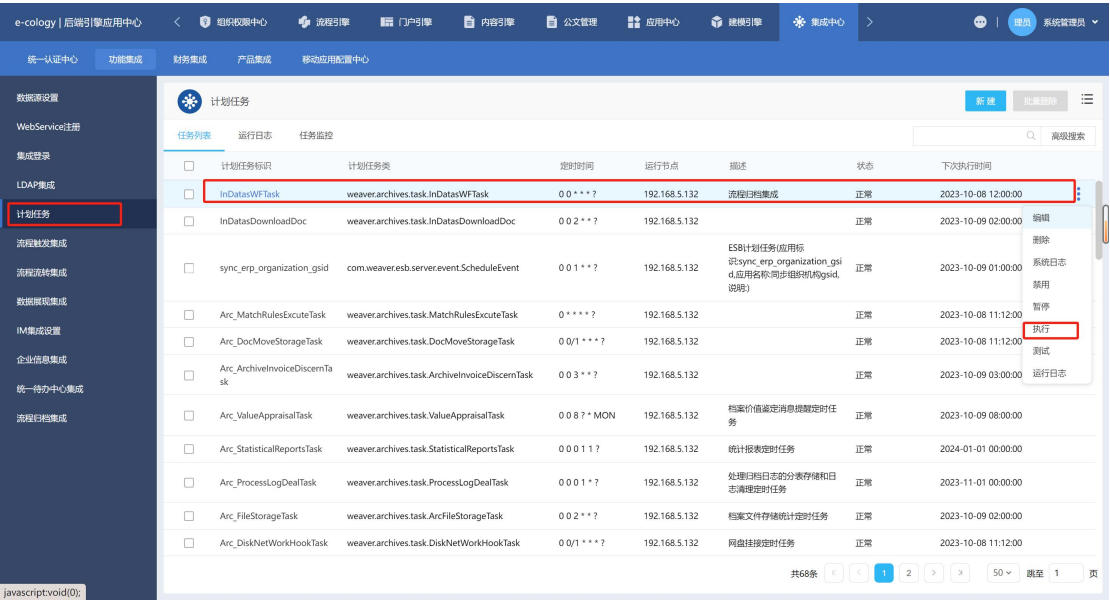 e-cology | 后端引擎应用中心
组织权限中心
流程引擎
门户引擎
内容引擎
公文管理
应用中心
建模引擎
集成中心
理员
系统管理员
统一认证中心
功能集成
财务集成
产品集成
移动应用配置中心
数据源设置
WebService注册
集成登录
LDAP集成
计划任务
流程触发集成
流程流转集成
数据展现集成
IM集成设置
企业信息集成
统一待办中心集成
流程归档集成
计划任务
新建
批量删除
任务列表
运行日志
任务监控
高级搜索
计划任务标识 计划任务类 定时时间 运行节点 描述 状态 下次执行时间
InDatasWFTask weaver.archives.task.InDatasWFTask 0 0 * * * ? 192.168.5.132 流程归档集成 正常 2023-10-08 12:00:00
InDatasDownloadDoc weaver.archives.task.InDatasDownloadDoc 0 0 2 * * ? 192.168.5.132 正常 2023-10-09 02:00:00
ESB计划任务(应用标
识:sync_erp_organization_gsi
sync_erp_organization_gsid com.weaver.esb.server.event.ScheduleEvent 0 0 1 * * ? 192.168.5.132 正常 2023-10-09 01:00:00
d,应用名称:同步组织机构gsid,
说明:)
Arc_MatchRulesExcuteTask weaver.archives.task.MatchRulesExcuteTask 0 * * * * ? 192.168.5.132 正常 2023-10-08 11:12:00
Arc_DocMoveStorageTask weaver.archives.task.DocMoveStorageTask 0 0/1 * * * ? 192.168.5.132 正常 2023-10-08 11:12:00
Arc_ArchiveInvoiceDiscernTa
sk
weaver.archives.task.ArchiveInvoiceDiscernTask 0 0 3 * * ? 192.168.5.132 正常 2023-10-09 03:00:00
Arc_ValueAppraisalTask weaver.archives.task.ValueAppraisalTask 0 0 8 ? * MON 192.168.5.132
档案价值鉴定消息提醒定时任
务
正常 2023-10-09 08:00:00
Arc_StatisticalReportsTask weaver.archives.task.StatisticalReportsTask 0 0 0 1 1 ? 192.168.5.132 统计报表定时任务 正常 2024-01-01 00:00:00
Arc_ProcessLogDealTask weaver.archives.task.ProcessLogDealTask 0 0 0 1 * ? 192.168.5.132
处理归档日志的分表存储和日
志清理定时任务
正常 2023-11-01 00:00:00
Arc_FileStorageTask weaver.archives.task.ArcFileStorageTask 0 0 2 * * ? 192.168.5.132 档案文件存储统计定时任务 正常 2023-10-09 02:00:00
Arc_DiskNetWorkHookTask weaver.archives.task.DiskNetWorkHookTask 0 0/1 * * * ? 192.168.5.132 网盘挂接定时任务 正常 2023-10-08 11:12:00
编辑
删除
系统日志
禁用
暂停
执行
测试
运行日志
共68条 1 2 50 跳至 1 页
javascript:void(0);